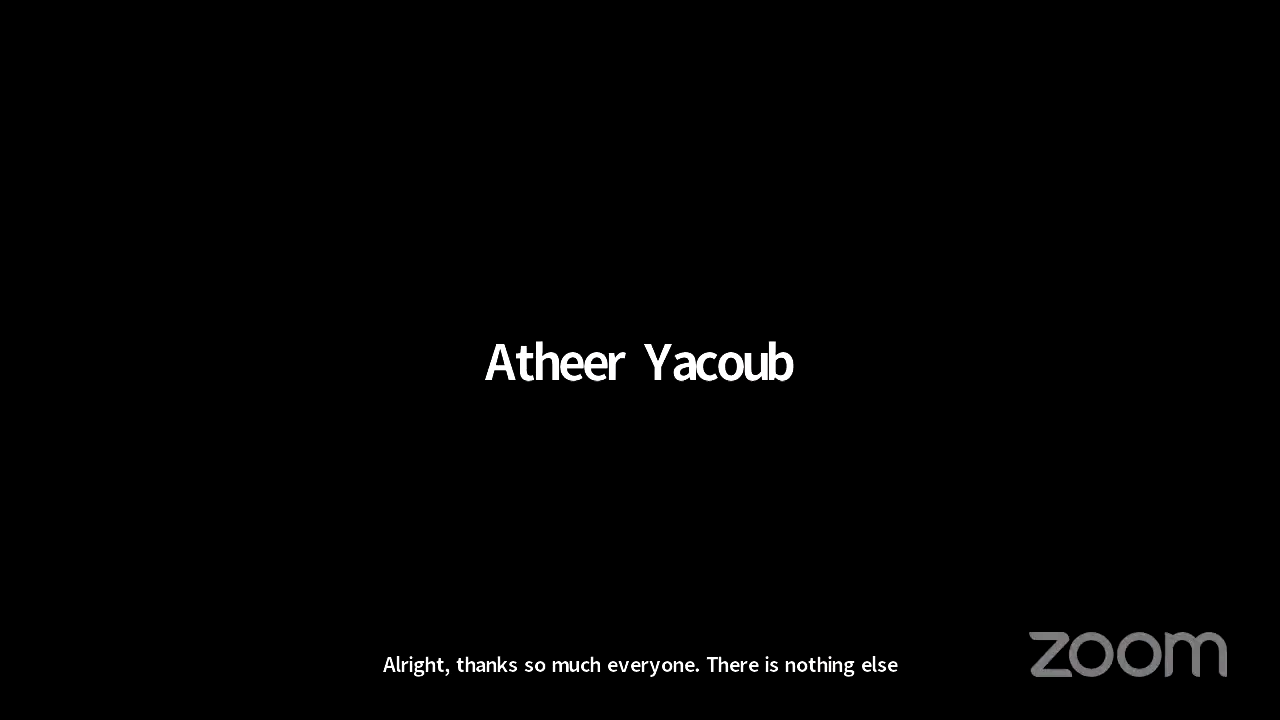 Atheer Yacoub
Alright, thanks so much everyone. There is nothing else
zoom